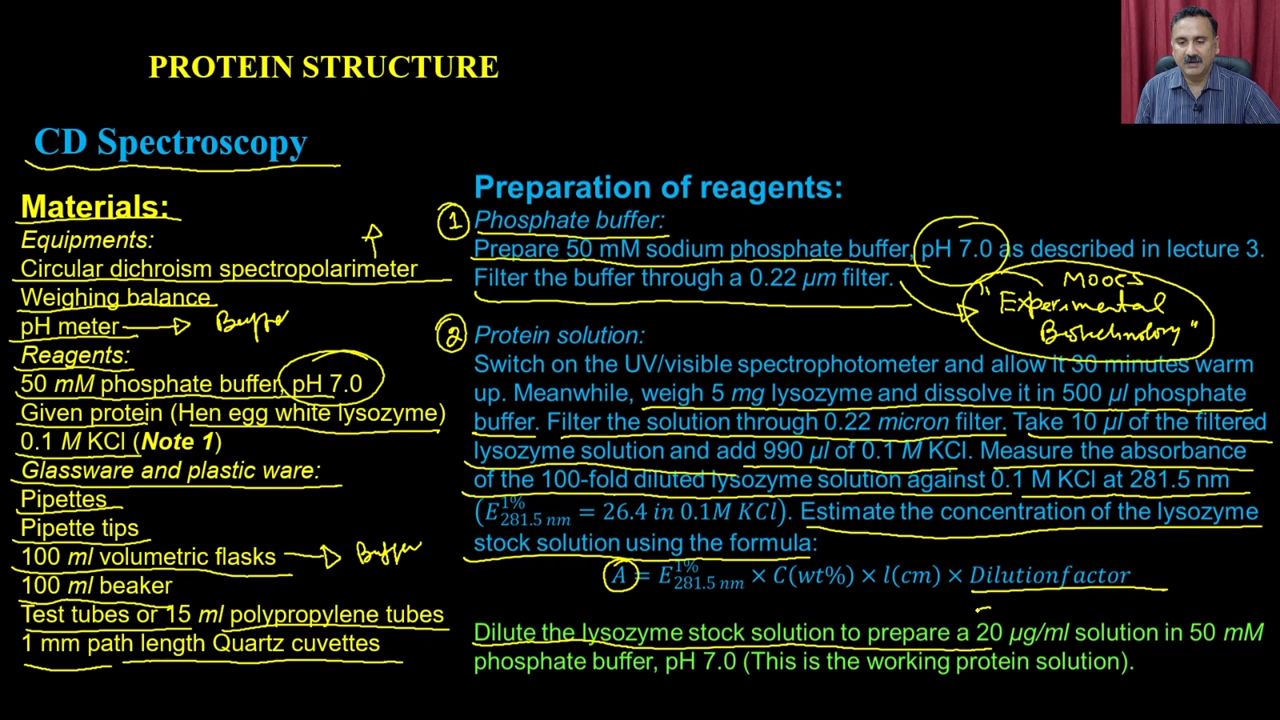 PROTEIN STRUCTURE
CD Spectroscopy
Materials:
Equipments:
Circular dichroism spectropolarimeter
Weighing balance
pH meter → Buffer
Reagents:
50 mM phosphate buffer, pH 7.0
Given protein (Hen egg white lysozyme)
0.1 M KCl (Note 1)
Glassware and plastic ware:
Pipettes
Pipette tips
100 ml volumetric flasks → Buffer
100 ml beaker
Test tubes or 15 ml polypropylene tubes
1 mm path length Quartz cuvettes
Preparation of reagents:
1 Phosphate buffer:
Prepare 50 mM sodium phosphate buffer, pH 7.0 as described in lecture 3.
Filter the buffer through a 0.22 µm filter.
MOOCS
"Experimental
Biotechnology"
2 Protein solution:
Switch on the UV/visible spectrophotometer and allow it 30 minutes warm
up. Meanwhile, weigh 5 mg lysozyme and dissolve it in 500 µl phosphate
buffer. Filter the solution through 0.22 micron filter. Take 10 µl of the filtered
lysozyme solution and add 990 µl of 0.1 M KCl. Measure the absorbance
of the 100-fold diluted lysozyme solution against 0.1 M KCl at 281.5 nm
(E^{1%}_{281.5 nm} = 26.4 in 0.1M KCl). Estimate the concentration of the lysozyme
stock solution using the formula:
A = E^{1%}_{281.5 nm} × C(wt%) × l(cm) × Dilutionfactor
Dilute the lysozyme stock solution to prepare a 20 µg/ml solution in 50 mM
phosphate buffer, pH 7.0 (This is the working protein solution).